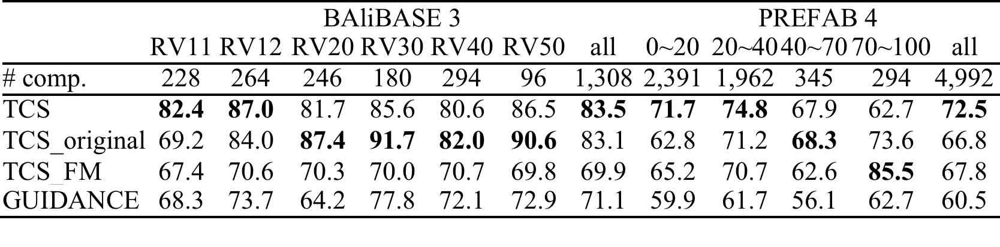 BAliBASE 3 PREFAB 4
RV11 RV12 RV20 RV30 RV40 RV50 all 0~20 20~40 40~70 70~100 all
# comp. 228 264 246 180 294 96 1,308 2,391 1,962 345 294 4,992
TCS 82.4 87.0 81.7 85.6 80.6 86.5 83.5 71.7 74.8 67.9 62.7 72.5
TCS_original 69.2 84.0 87.4 91.7 82.0 90.6 83.1 62.8 71.2 68.3 73.6 66.8
TCS_FM 67.4 70.6 70.3 70.0 70.7 69.8 69.9 65.2 70.7 62.6 85.5 67.8
GUIDANCE 68.3 73.7 64.2 77.8 72.1 72.9 71.1 59.9 61.7 56.1 62.7 60.5